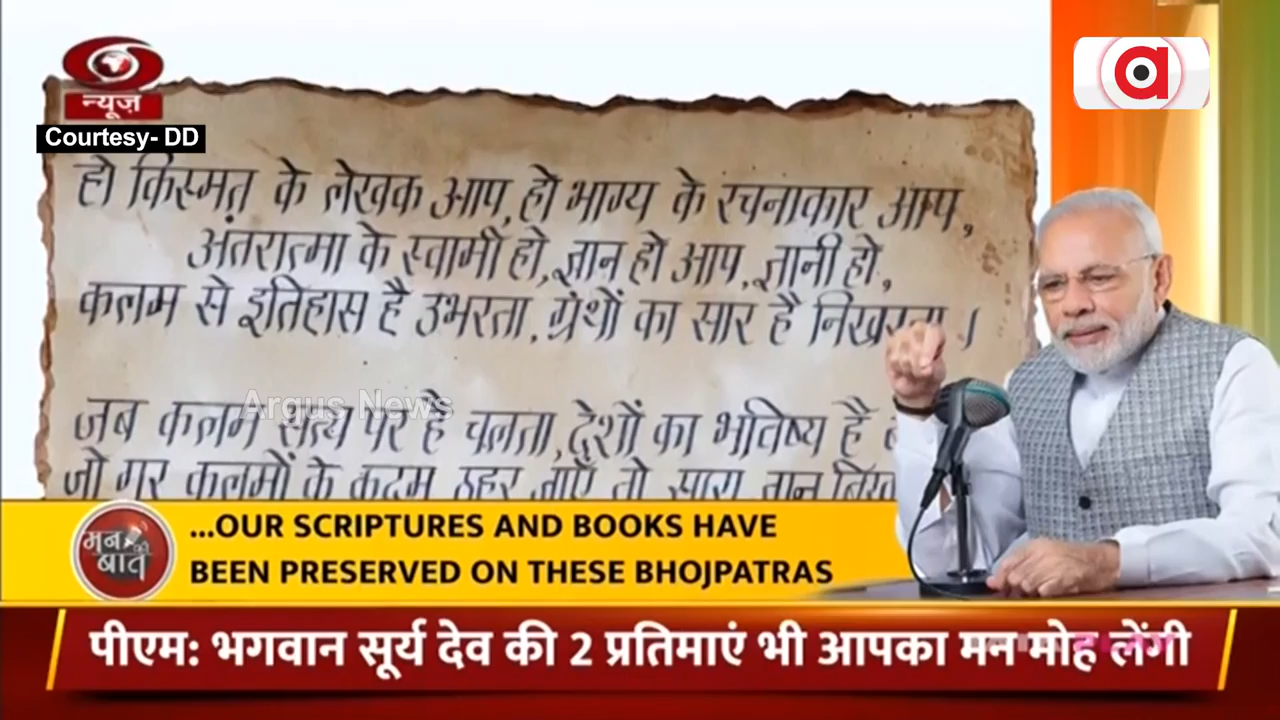 न्यूज़
Courtesy- DD
a
हो किस्मत़ के लेखक आप, हो भाग्य के रचनाकार आप,
अंतरात्मा के स्वामी हो, ज्ञान हो आप, ज्ञानी हो,
कलम से इतिहास है उभरता, ग्रंथों का सार है ।
Argus News
जब कलम सत्य पर है चलता, देशों का भविष्य है
जो गर कलमों के कदम ठहर जाएँ तो सारा
मन की बात
...OUR SCRIPTURES AND BOOKS HAVE
BEEN PRESERVED ON THESE BHOJPATRAS
पीएम: भगवान सूर्य देव की 2 प्रतिमाएं भी आपका मन मोह लेंगी